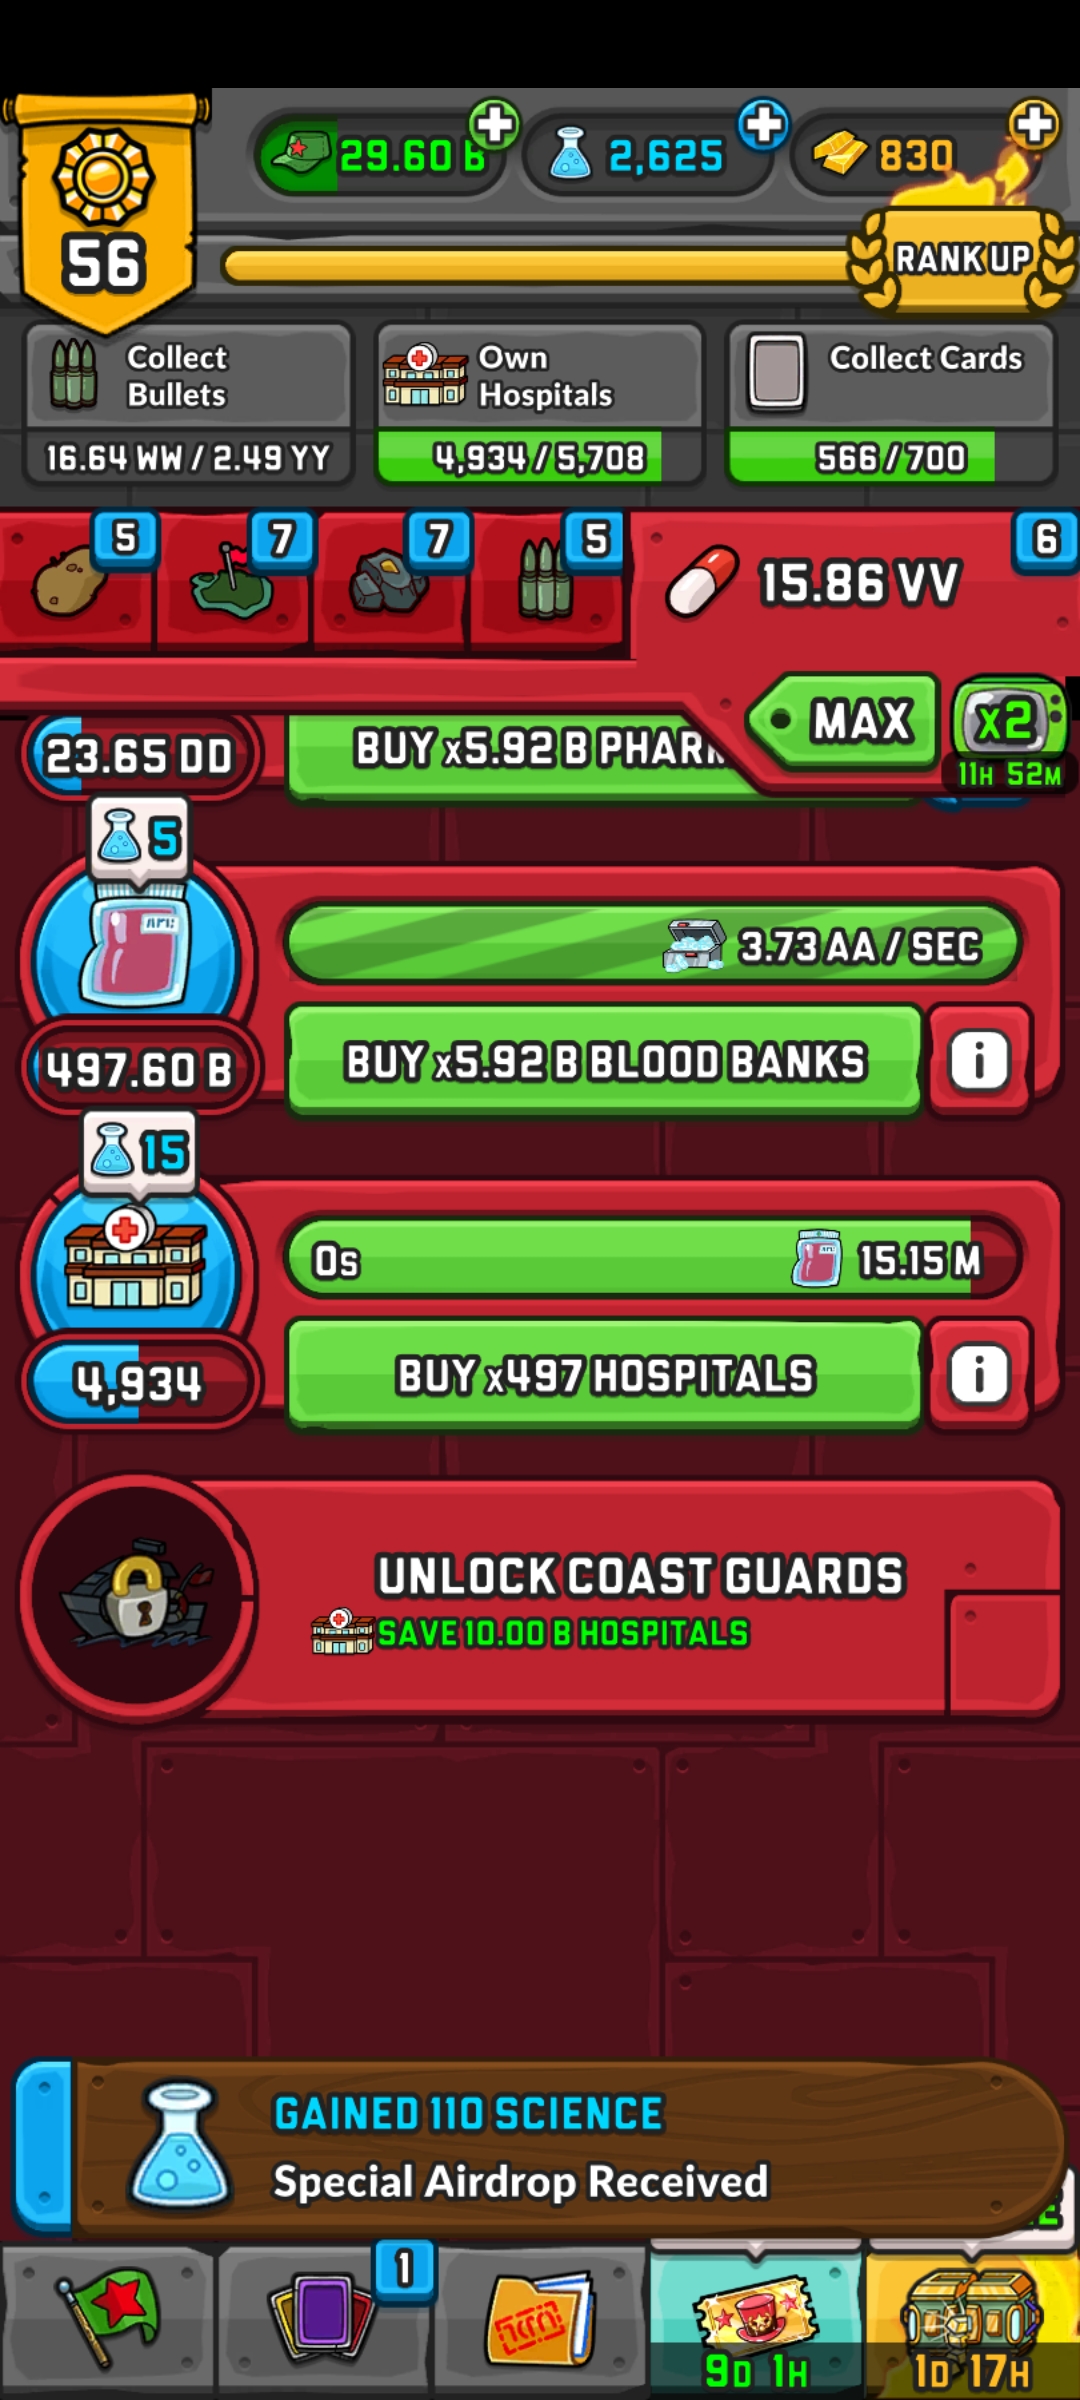 56
29.60 B
2,625
830
RANK UP
Collect
Bullets
16.64 WW / 2.49 YY
Own
Hospitals
4,934 / 5,708
Collect Cards
566 / 700
5
7
7
5
6
15.86 VV
MAX
x2
11H 52M
23.65 DD
BUY x5.92 B PHARM
5
3.73 AA / SEC
497.60 B
BUY x5.92 B BLOOD BANKS
i
15
0s
15.15 M
4,934
BUY x497 HOSPITALS
i
UNLOCK COAST GUARDS
SAVE 10.00 B HOSPITALS
GAINED 110 SCIENCE
Special Airdrop Received
1
9D 1H
1D 17H